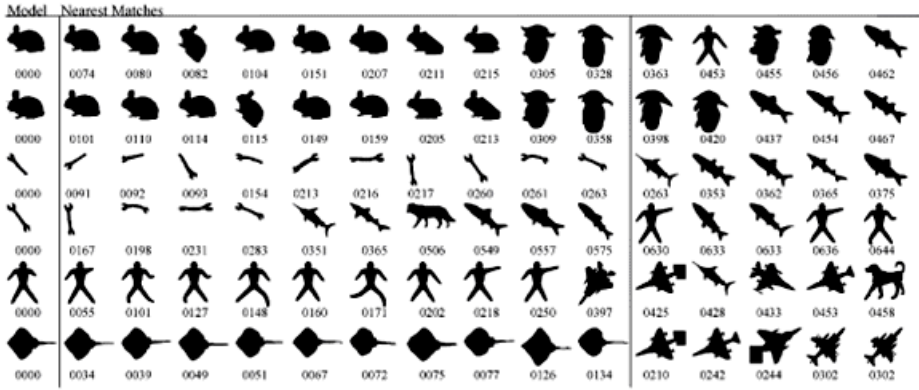 Model Nearest Matches
0000 0074 0080 0082 0104 0151 0207 0211 0215 0305 0328 0363 0453 0455 0456 0462
0000 0101 0110 0114 0115 0149 0159 0205 0213 0309 0358 0398 0420 0437 0454 0467
0000 0091 0092 0093 0154 0213 0216 0217 0260 0261 0263 0263 0353 0362 0365 0375
0000 0167 0198 0231 0283 0351 0365 0506 0549 0557 0575 0630 0633 0633 0636 0644
0000 0055 0101 0127 0148 0160 0171 0202 0218 0250 0397 0425 0428 0433 0453 0458
0000 0034 0039 0049 0051 0067 0072 0075 0077 0126 0134 0210 0242 0244 0302 0302